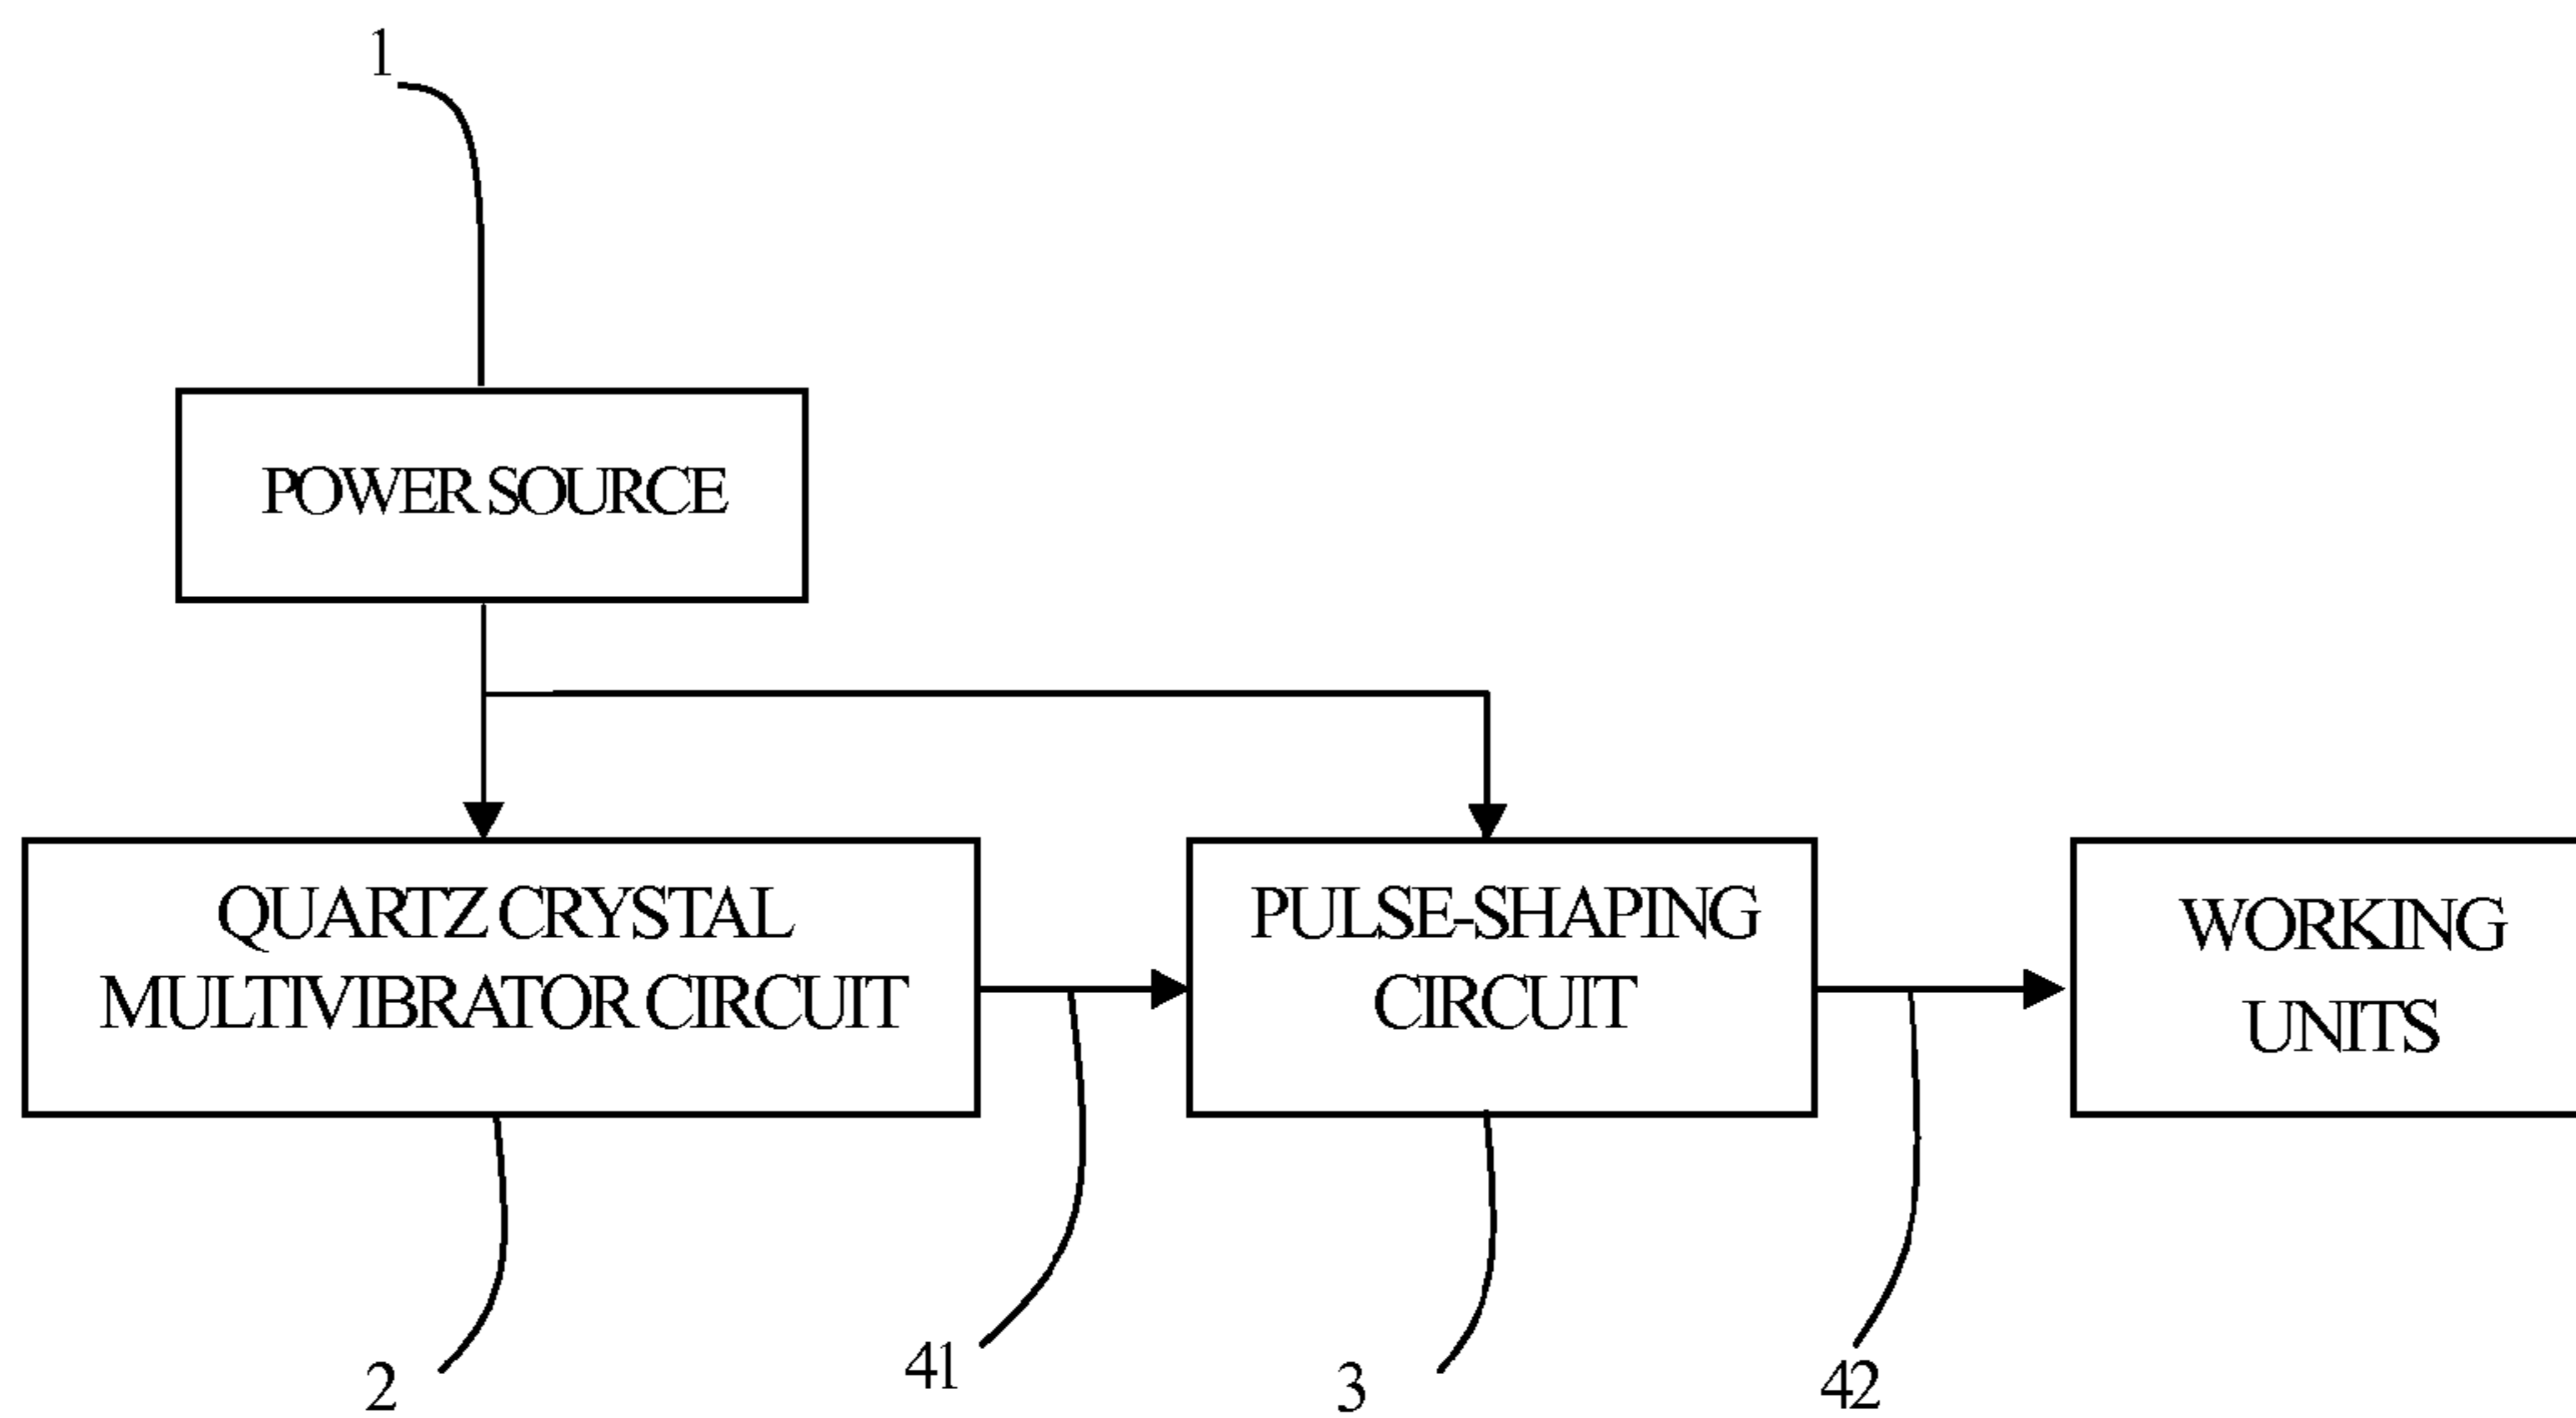 1
POWER SOURCE
QUARTZ CRYSTAL
MULTIVIBRATOR CIRCUIT
PULSE-SHAPING
CIRCUIT
WORKING
UNITS
2
41
3
42